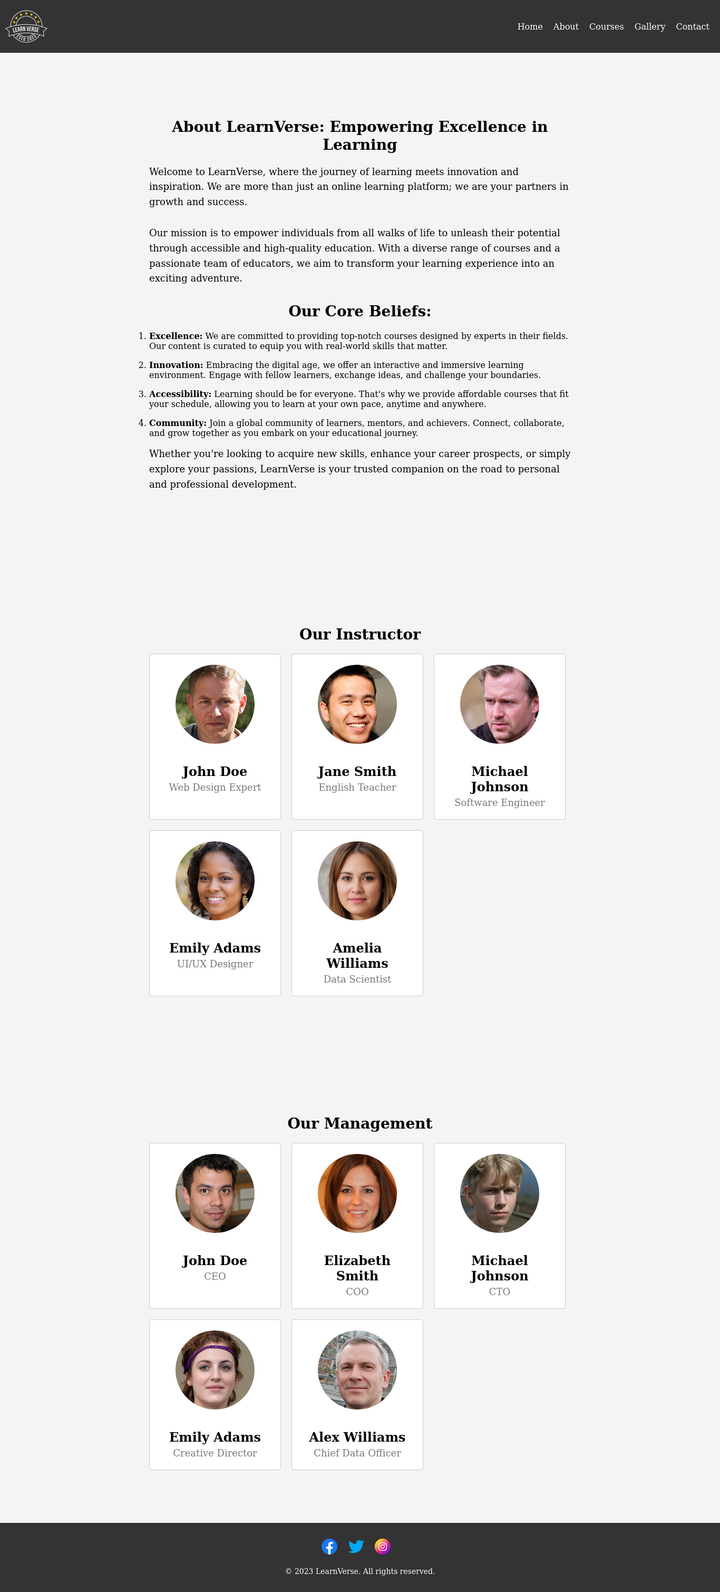 LEARN VERSE
ESTD 2023
Home About Courses Gallery Contact
About LearnVerse: Empowering Excellence in
Learning
Welcome to LearnVerse, where the journey of learning meets innovation and
inspiration. We are more than just an online learning platform; we are your partners in
growth and success.
Our mission is to empower individuals from all walks of life to unleash their potential
through accessible and high-quality education. With a diverse range of courses and a
passionate team of educators, we aim to transform your learning experience into an
exciting adventure.
Our Core Beliefs:
1. Excellence: We are committed to providing top-notch courses designed by experts in their fields.
Our content is curated to equip you with real-world skills that matter.
2. Innovation: Embracing the digital age, we offer an interactive and immersive learning
environment. Engage with fellow learners, exchange ideas, and challenge your boundaries.
3. Accessibility: Learning should be for everyone. That's why we provide affordable courses that fit
your schedule, allowing you to learn at your own pace, anytime and anywhere.
4. Community: Join a global community of learners, mentors, and achievers. Connect, collaborate,
and grow together as you embark on your educational journey.
Whether you're looking to acquire new skills, enhance your career prospects, or simply
explore your passions, LearnVerse is your trusted companion on the road to personal
and professional development.
Our Instructor
John Doe
Web Design Expert
Jane Smith
English Teacher
Michael
Johnson
Software Engineer
Emily Adams
UI/UX Designer
Amelia
Williams
Data Scientist
Our Management
John Doe
CEO
Elizabeth
Smith
COO
Michael
Johnson
CTO
Emily Adams
Creative Director
Alex Williams
Chief Data Officer
© 2023 LearnVerse. All rights reserved.